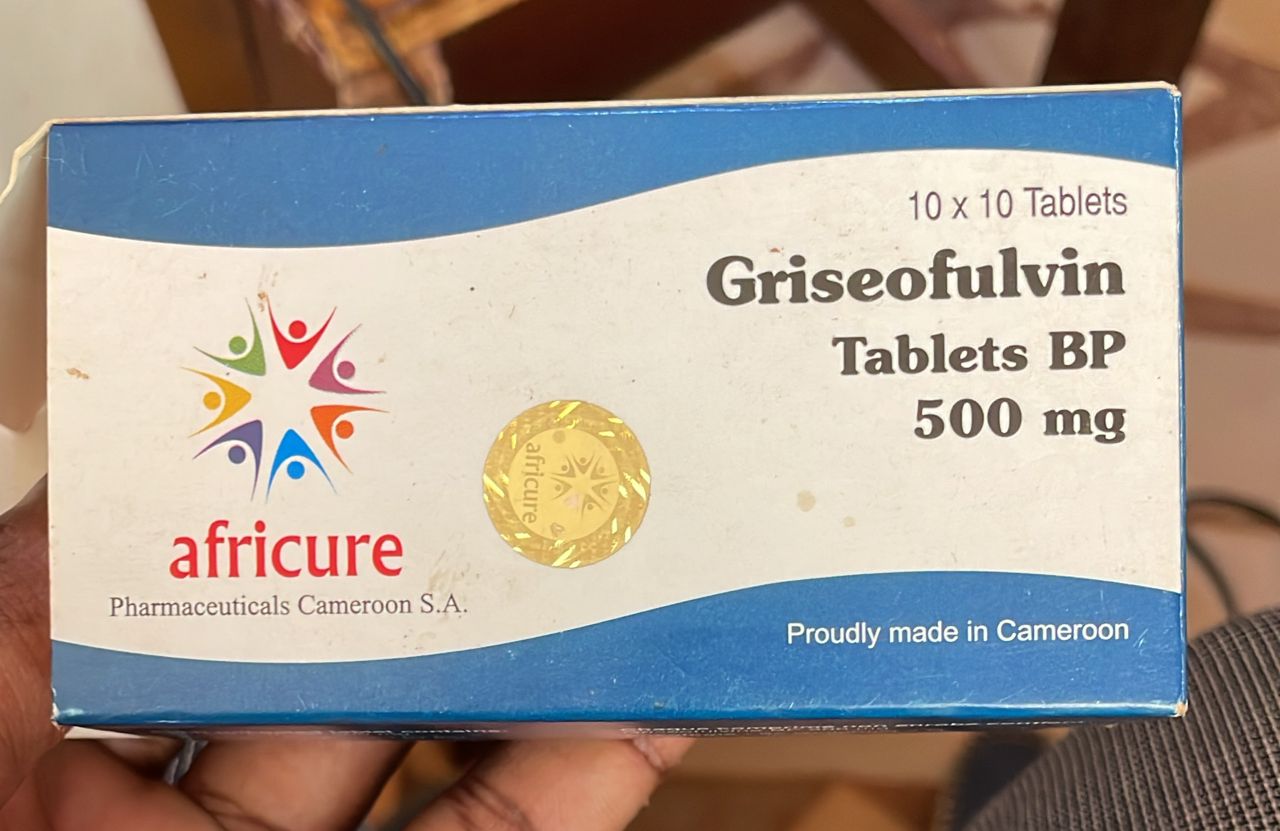 10 x 10 Tablets
Griseofulvin
Tablets BP
500 mg
africure
africure
Pharmaceuticals Cameroon S.A.
Proudly made in Cameroon